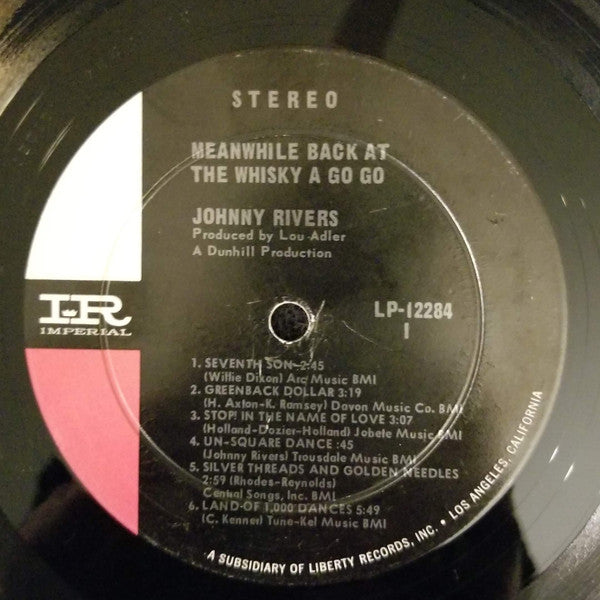 STEREO
MEANWHILE BACK AT
THE WHISKY A GO GO
JOHNNY RIVERS
Produced by Lou Adler
A Dunhill Production
IR
IMPERIAL
LP-12284
1
1. SEVENTH SON 2:45
(Willie Dixon) Arc Music BMI
2. GREENBACK DOLLAR 3:19
(H. Axton-K. Ramsey) Davon Music Co. BMI
3. STOP! IN THE NAME OF LOVE 3:07
(Holland-Dozier-Holland) Jobete Music BMI
4. UN-SQUARE DANCE :45
(Johnny Rivers) Trousdale Music BMI
5. SILVER THREADS AND GOLDEN NEEDLES
2:59 (Rhodes-Reynolds)
Central Songs, Inc. BMI
6. LAND OF 1,000 DANCES 5:49
(C. Kenner) Tune-Kel Music BMI
A SUBSIDIARY OF LIBERTY RECORDS, INC. • LOS ANGELES, CALIFORNIA